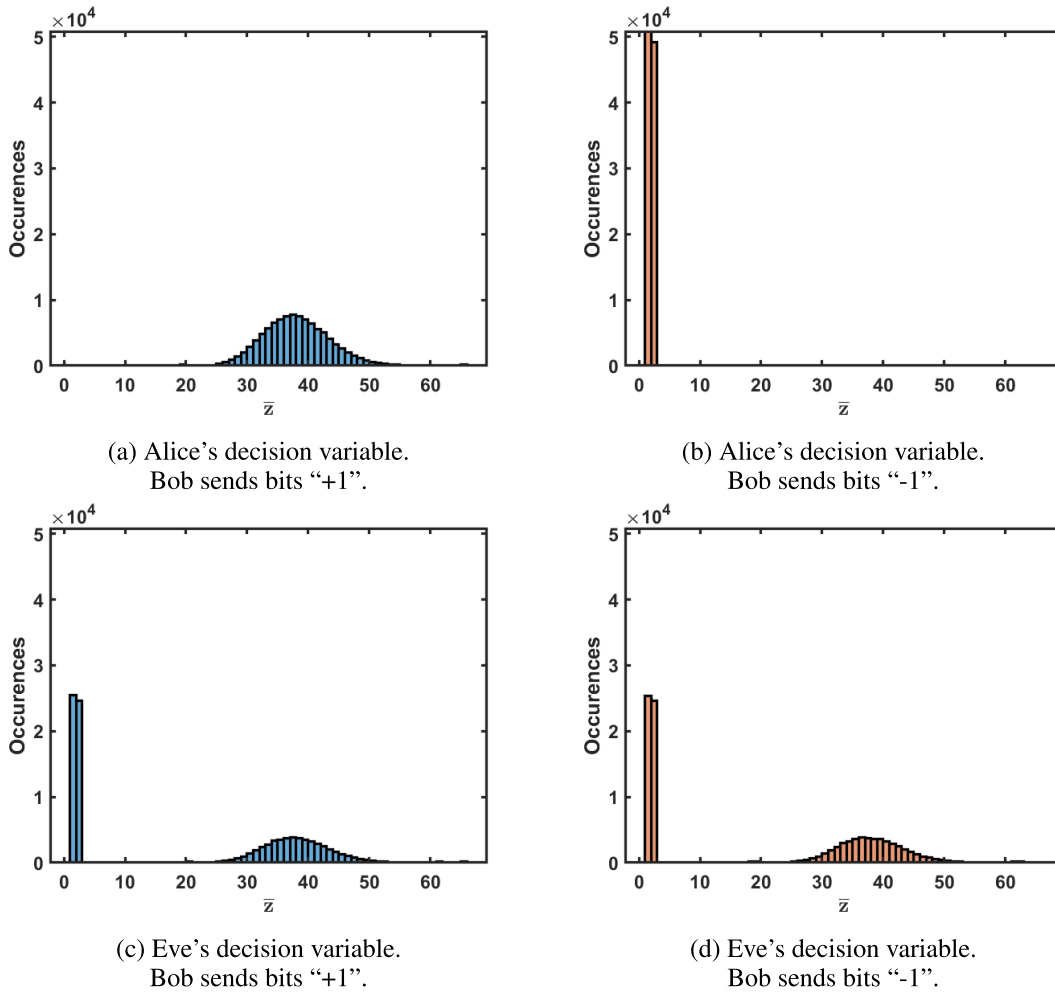 ×10⁴ ×10⁴
5 5
4 4
3 3
2 2
1 1
0 0
Occurences Occurences
0 10 20 30 40 50 60 0 10 20 30 40 50 60
z̅ z̅
(a) Alice’s decision variable. (b) Alice’s decision variable.
Bob sends bits “+1”. Bob sends bits “-1”.
×10⁴ ×10⁴
5 5
4 4
3 3
2 2
1 1
0 0
Occurences Occurences
0 10 20 30 40 50 60 0 10 20 30 40 50 60
z̅ z̅
(c) Eve’s decision variable. (d) Eve’s decision variable.
Bob sends bits “+1”. Bob sends bits “-1”.